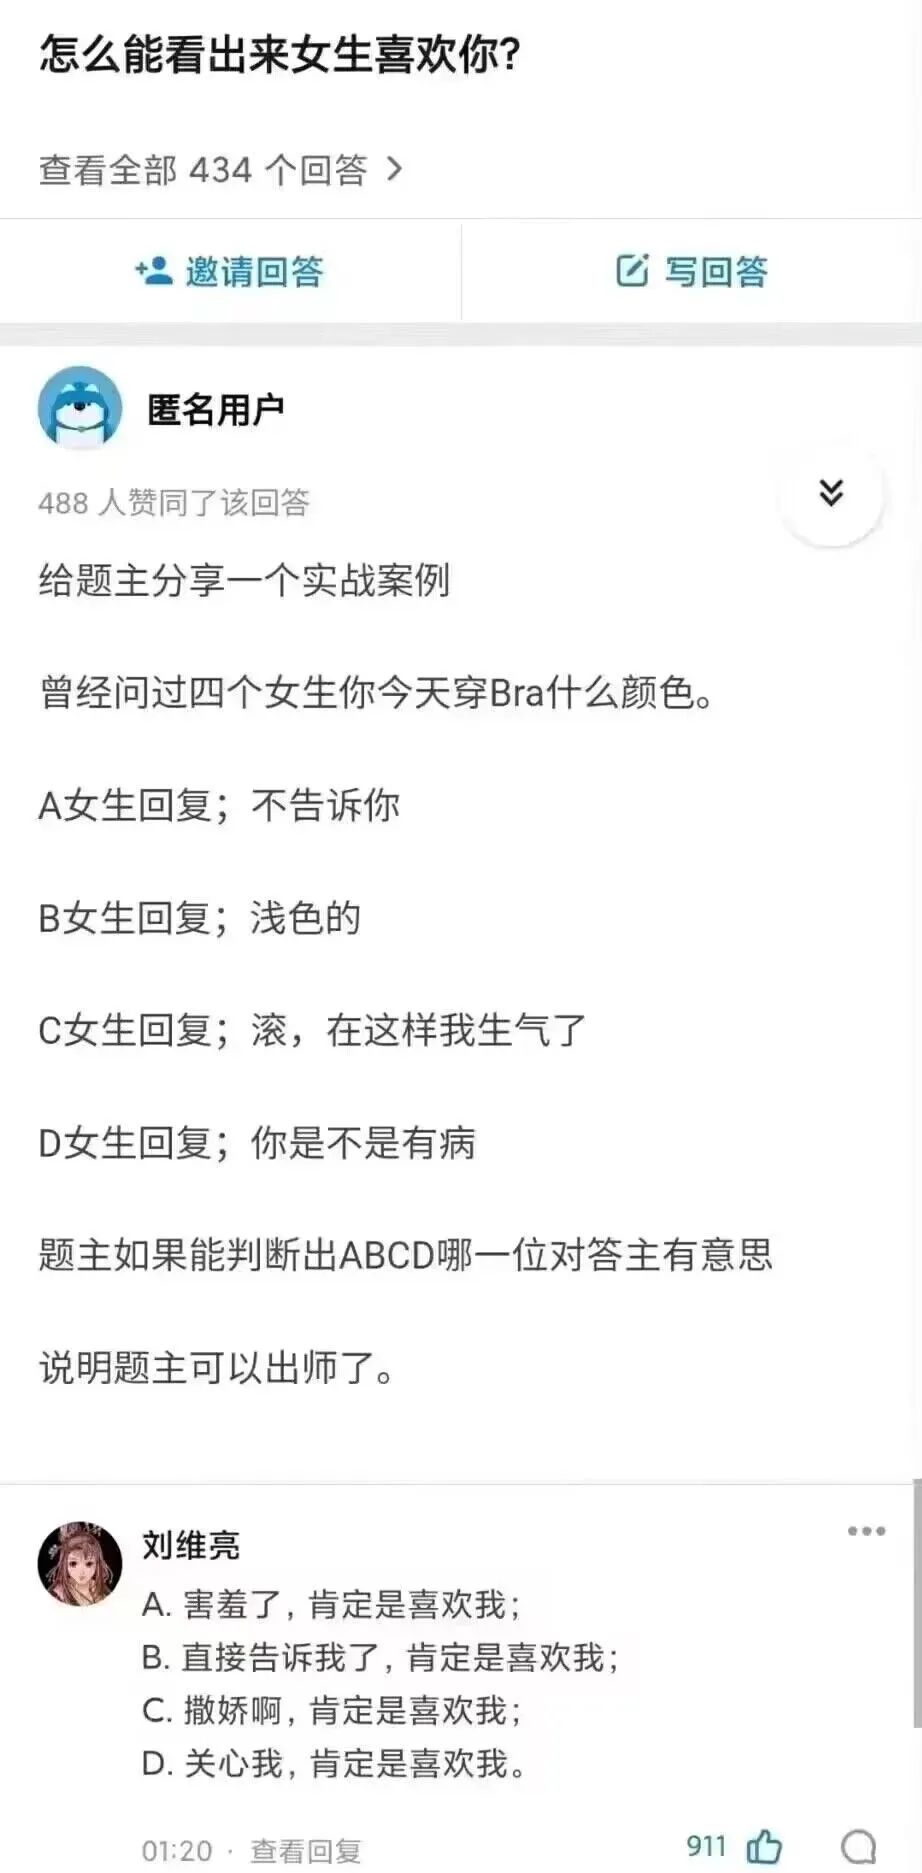 怎么能看出来女生喜欢你?
查看全部 434 个回答 >
邀请回答
写回答
匿名用户
488 人赞同了该回答
给题主分享一个实战案例
曾经问过四个女生你今天穿Bra什么颜色。
A女生回复；不告诉你
B女生回复；浅色的
C女生回复；滚，在这样我生气了
D女生回复；你是不是有病
题主如果能判断出ABCD哪一位对答主有意思
说明题主可以出师了。
刘维亮
A. 害羞了, 肯定是喜欢我;
B. 直接告诉我了, 肯定是喜欢我;
C. 撒娇啊, 肯定是喜欢我;
D. 关心我, 肯定是喜欢我。
01:20 · 查看回复
911